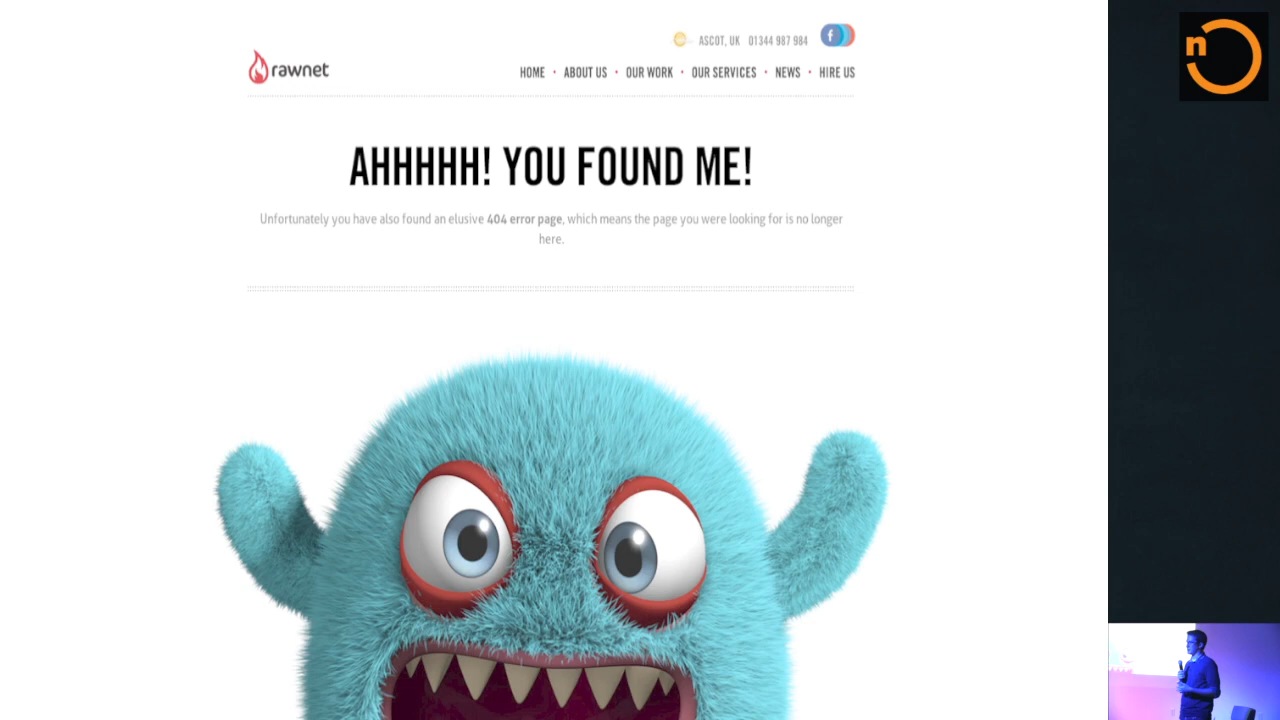 ASCOT, UK 01344 987 984
f
rawnet
HOME • ABOUT US • OUR WORK • OUR SERVICES • NEWS • HIRE US
AHHHHH! YOU FOUND ME!
Unfortunately you have also found an elusive 404 error page, which means the page you were looking for is no longer
here.
n